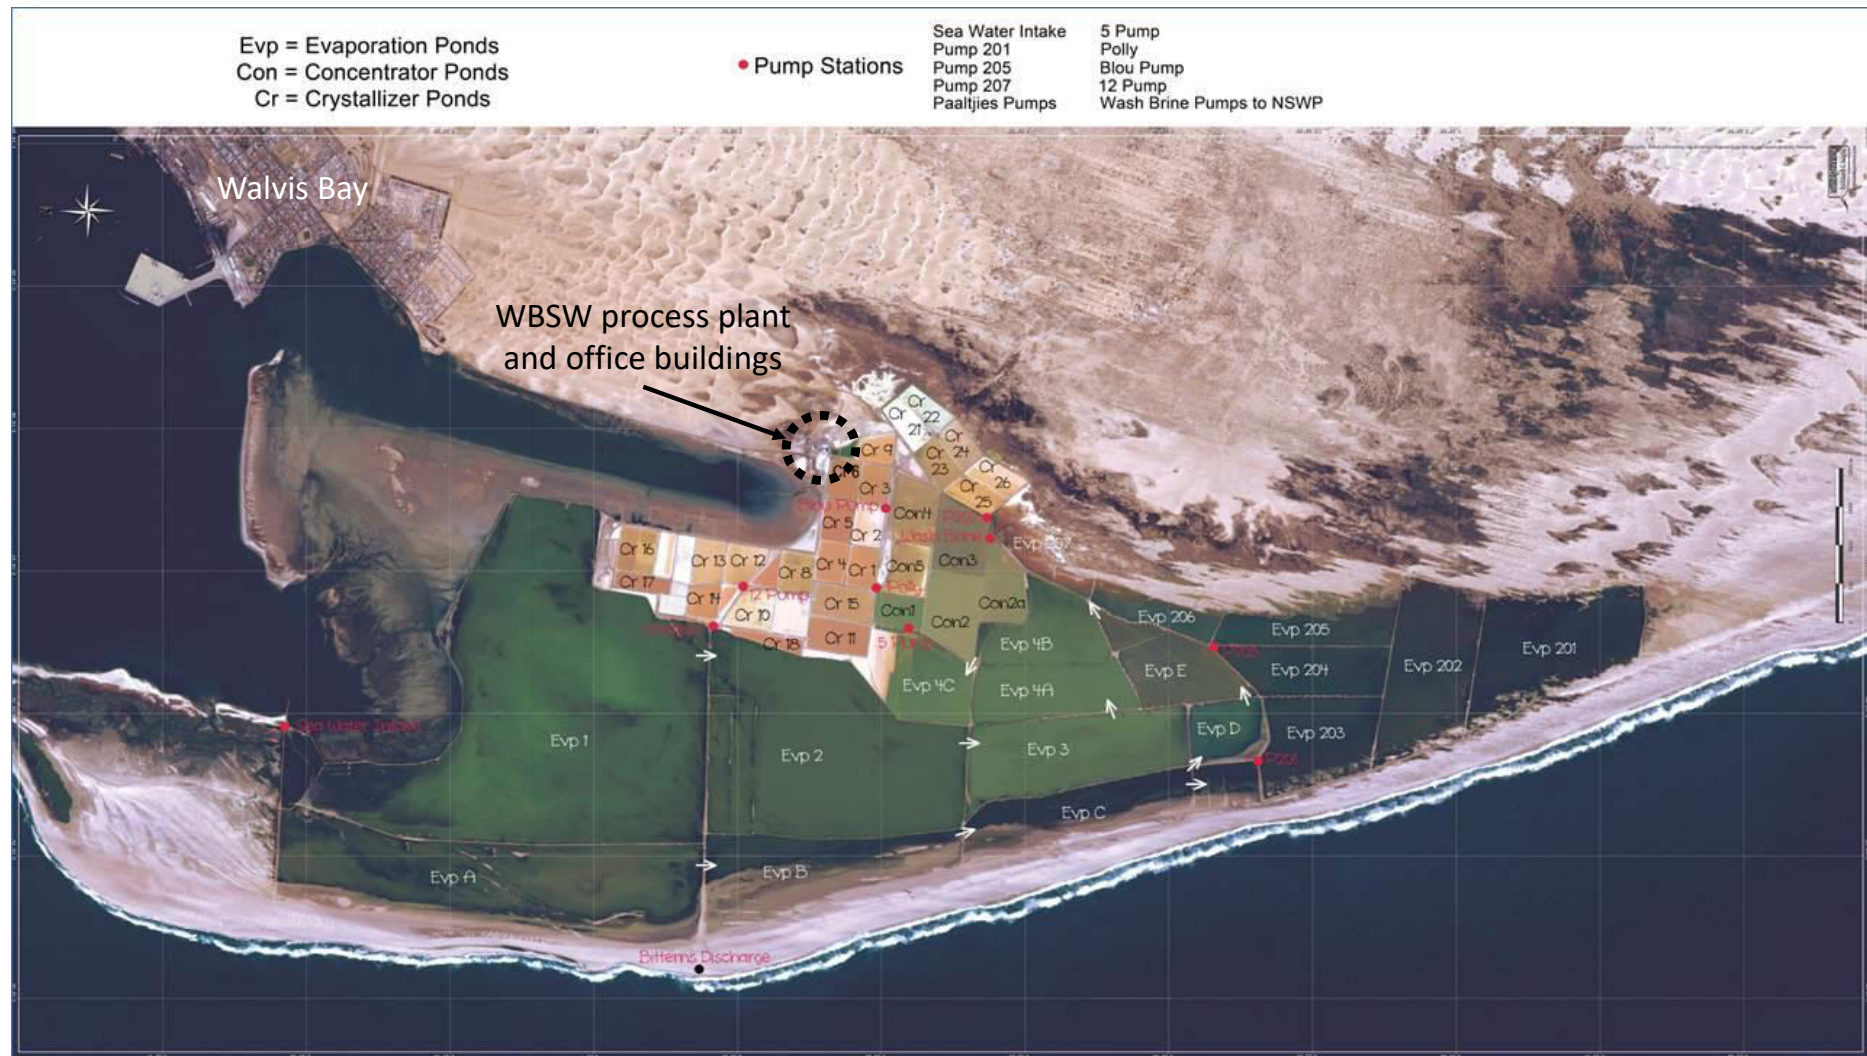 Evp = Evaporation Ponds
Con = Concentrator Ponds
Cr = Crystallizer Ponds
Pump Stations
Sea Water Intake
Pump 201
Pump 205
Pump 207
Paaltjies Pumps
5 Pump
Polly
Blou Pump
12 Pump
Wash Brine Pumps to NSWP
Walvis Bay
WBSW process plant
and office buildings
Cr
22
Cr
21
Cr
24
Cr
23
Cr
26
Cr
25
Cr 9
Cr 6
Cr 3
Blou Pump
Con4
Cr 5
Cr 2
Wash Brine
Cr 16
Cr 13
Cr 12
Cr 8
Cr 4
Cr 1
Con5
Con3
Cr 17
Polly
Cr 14
12 Pump
Cr 10
Cr 15
Con1
Con2
Con2a
Cr 18
Cr 11
5 Pump
Evp 206
Evp 205
Evp 4B
Evp E
Evp 204
Evp 202
Evp 201
Evp 4C
Evp 4A
Sea Water Intake
Evp 1
Evp 2
Evp 3
Evp D
Evp 203
P201
Evp C
Evp A
Evp B
Bitterns Discharge